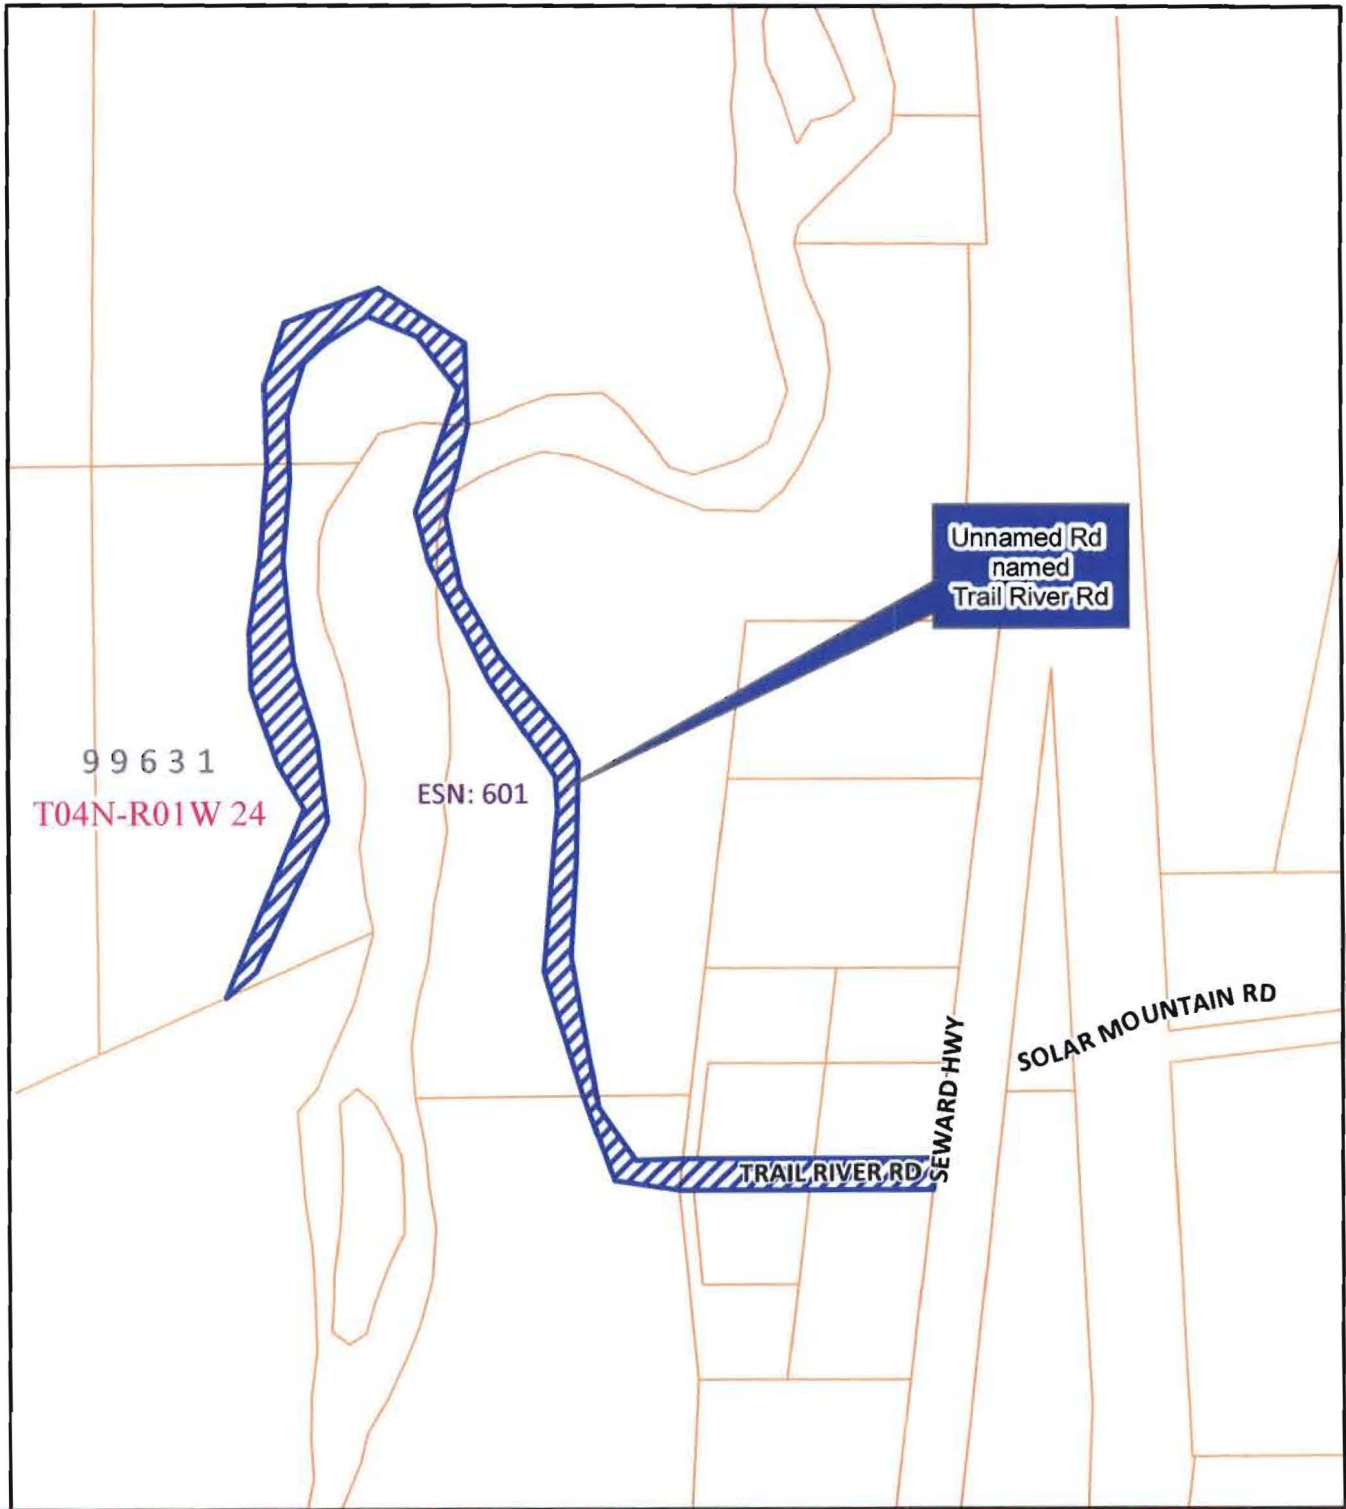 Unnamed Rd
named
Trail River Rd
99631
T04N-R01W 24
ESN: 601
SOLAR MOUNTAIN RD
SEWARD HWY
TRAIL RIVER RD